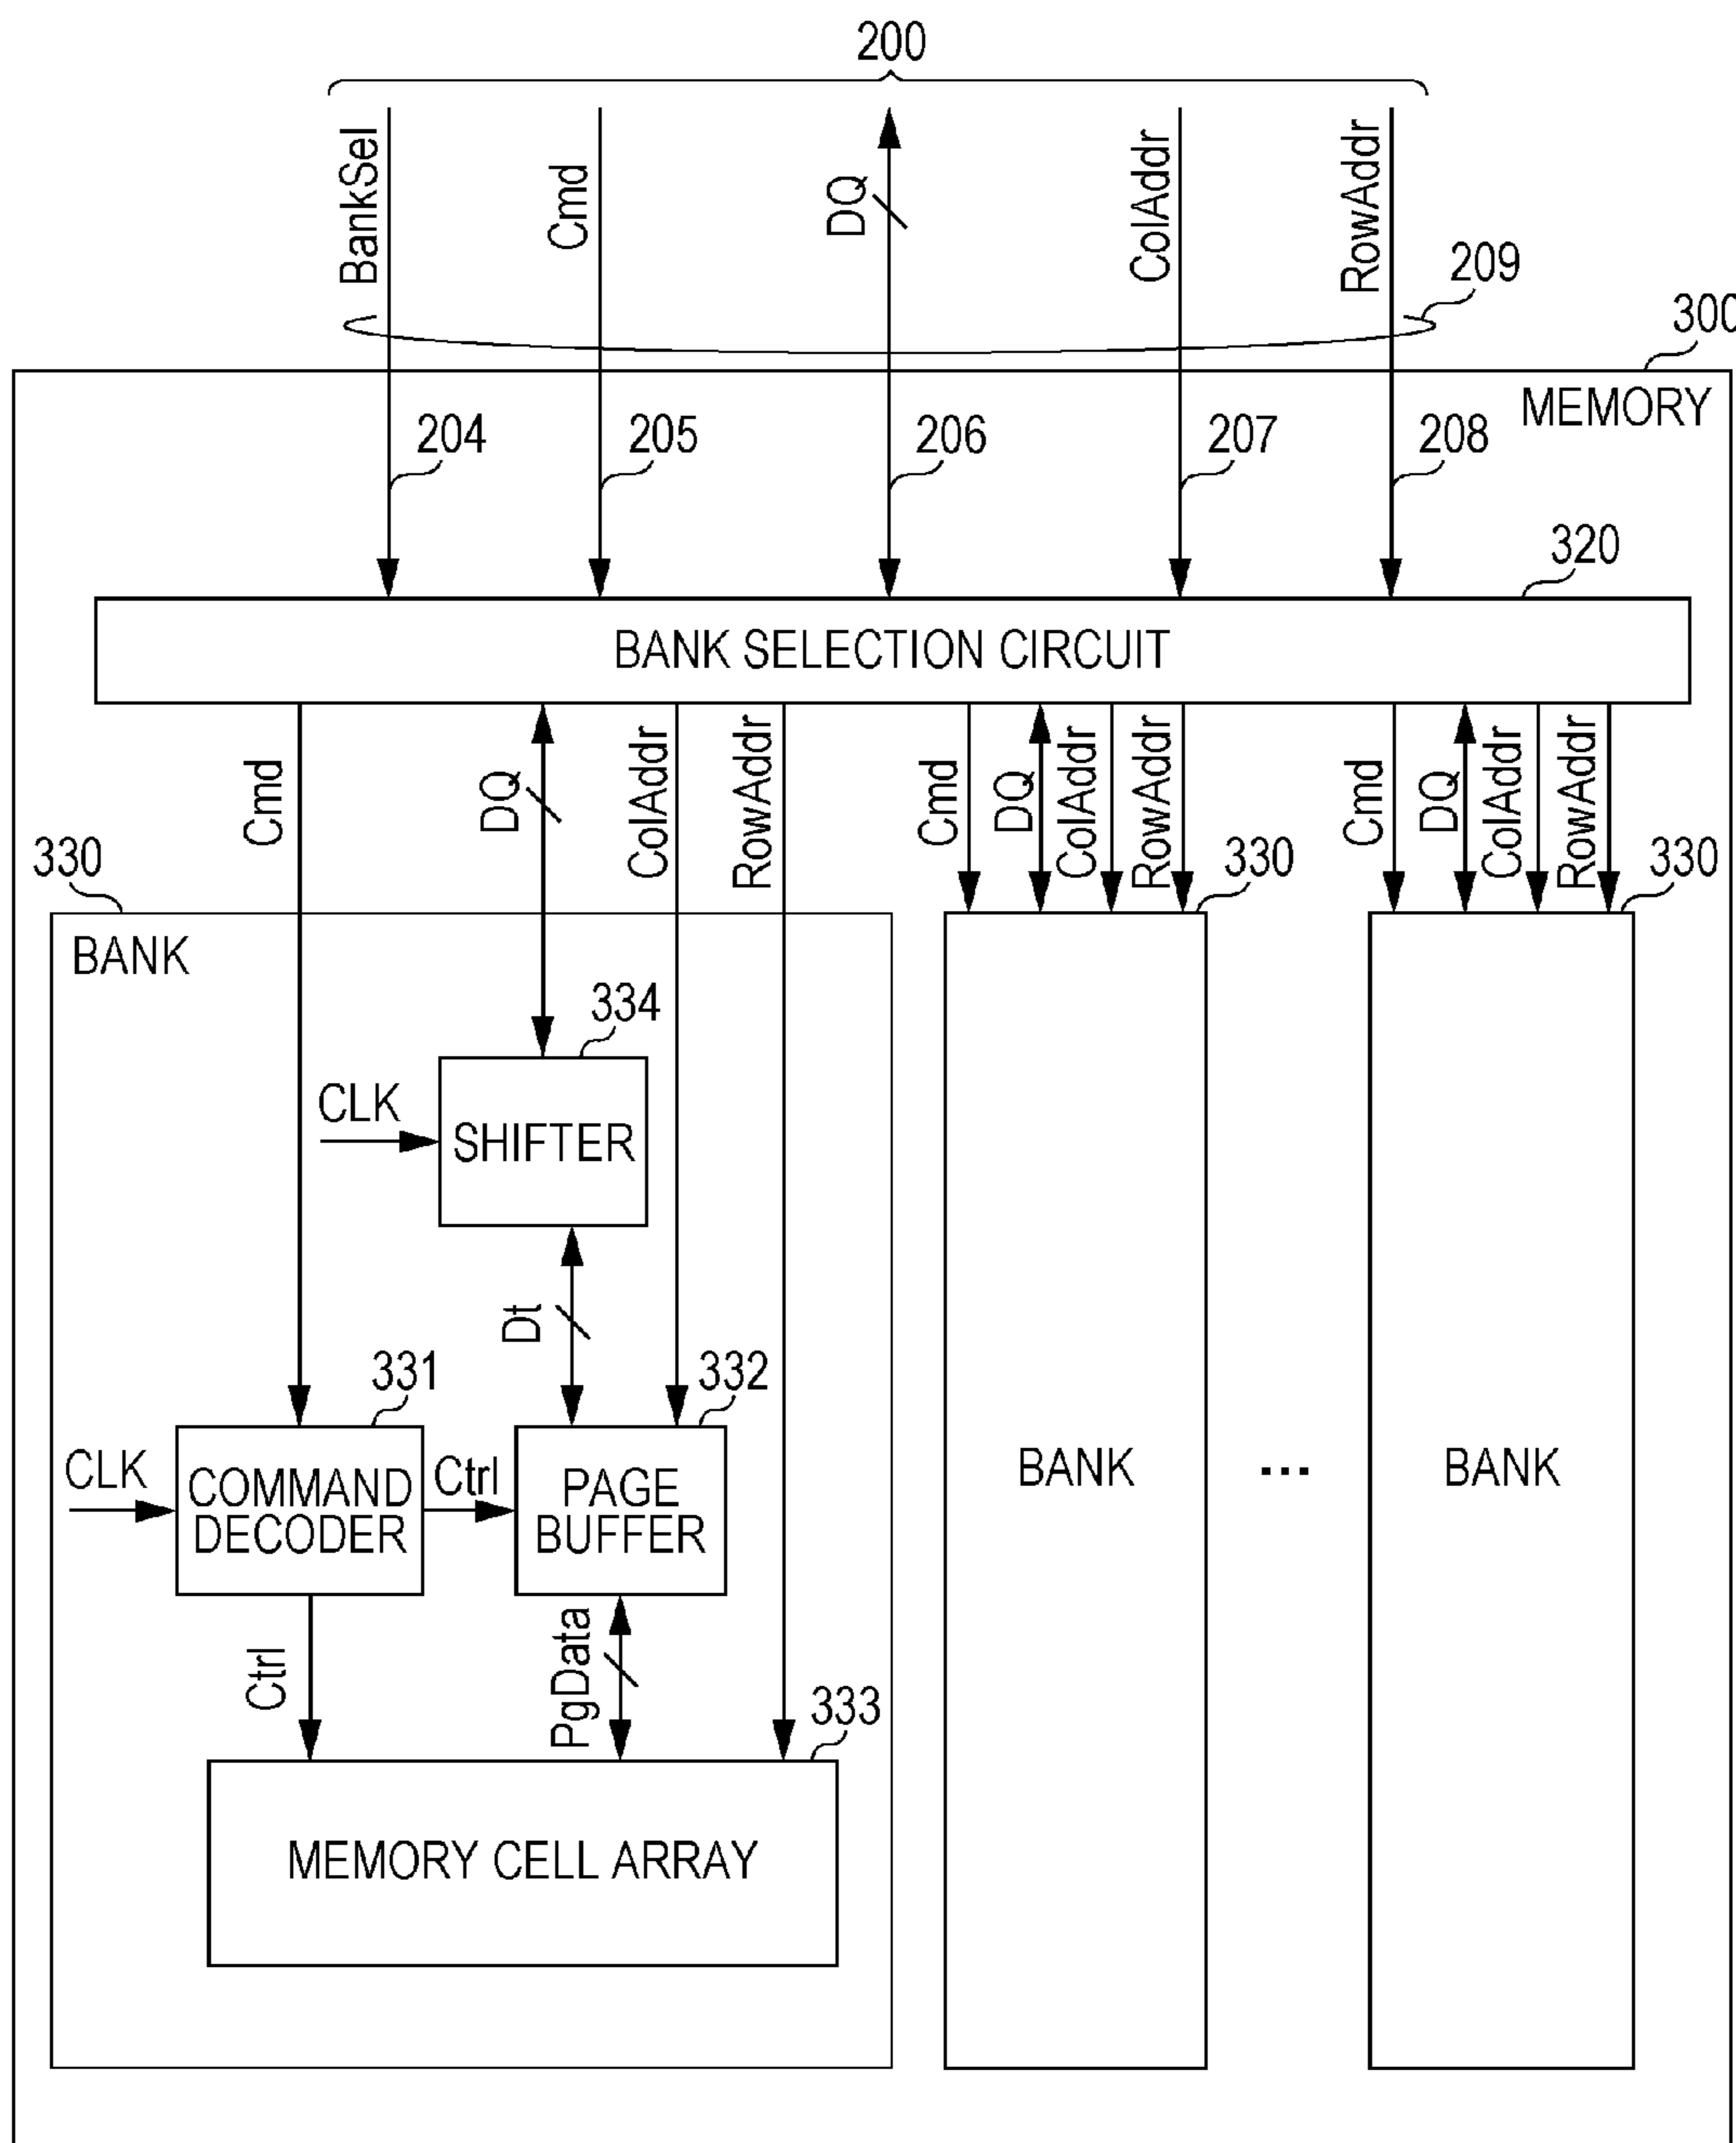 200
BankSel
Cmd
DQ
ColAddr
RowAddr
209
300
MEMORY
204
205
206
207
208
320
BANK SELECTION CIRCUIT
Cmd
DQ
ColAddr
RowAddr
Cmd
DQ
ColAddr
RowAddr
Cmd
DQ
ColAddr
RowAddr
330
330
330
BANK
334
CLK
SHIFTER
Dt
331
332
CLK
COMMAND
DECODER
Ctrl
PAGE
BUFFER
BANK
...
BANK
Ctrl
PgData
333
MEMORY CELL ARRAY